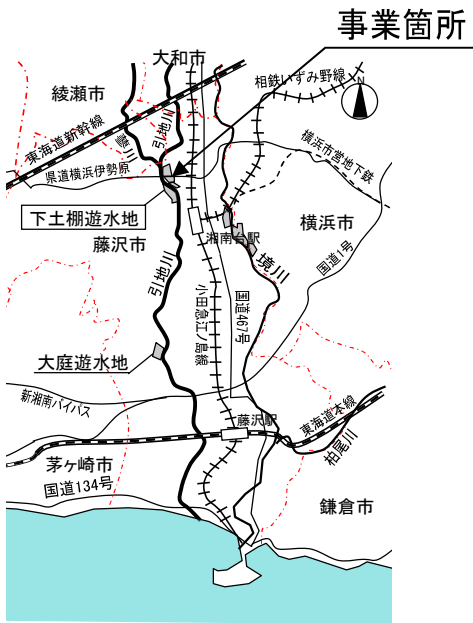 事業箇所
大和市
相鉄いずみ野線
N
綾瀬市
東海道新幹線
引地川
県道横浜伊勢原
横浜市営地下鉄
下土棚遊水地
横浜市
湘南台駅
藤沢市
国道1号
境川
引地川
小田急江ノ島線
国道467号
大庭遊水地
新湘南バイパス
藤沢駅
東海道本線
柏尾川
茅ヶ崎市
国道134号
鎌倉市